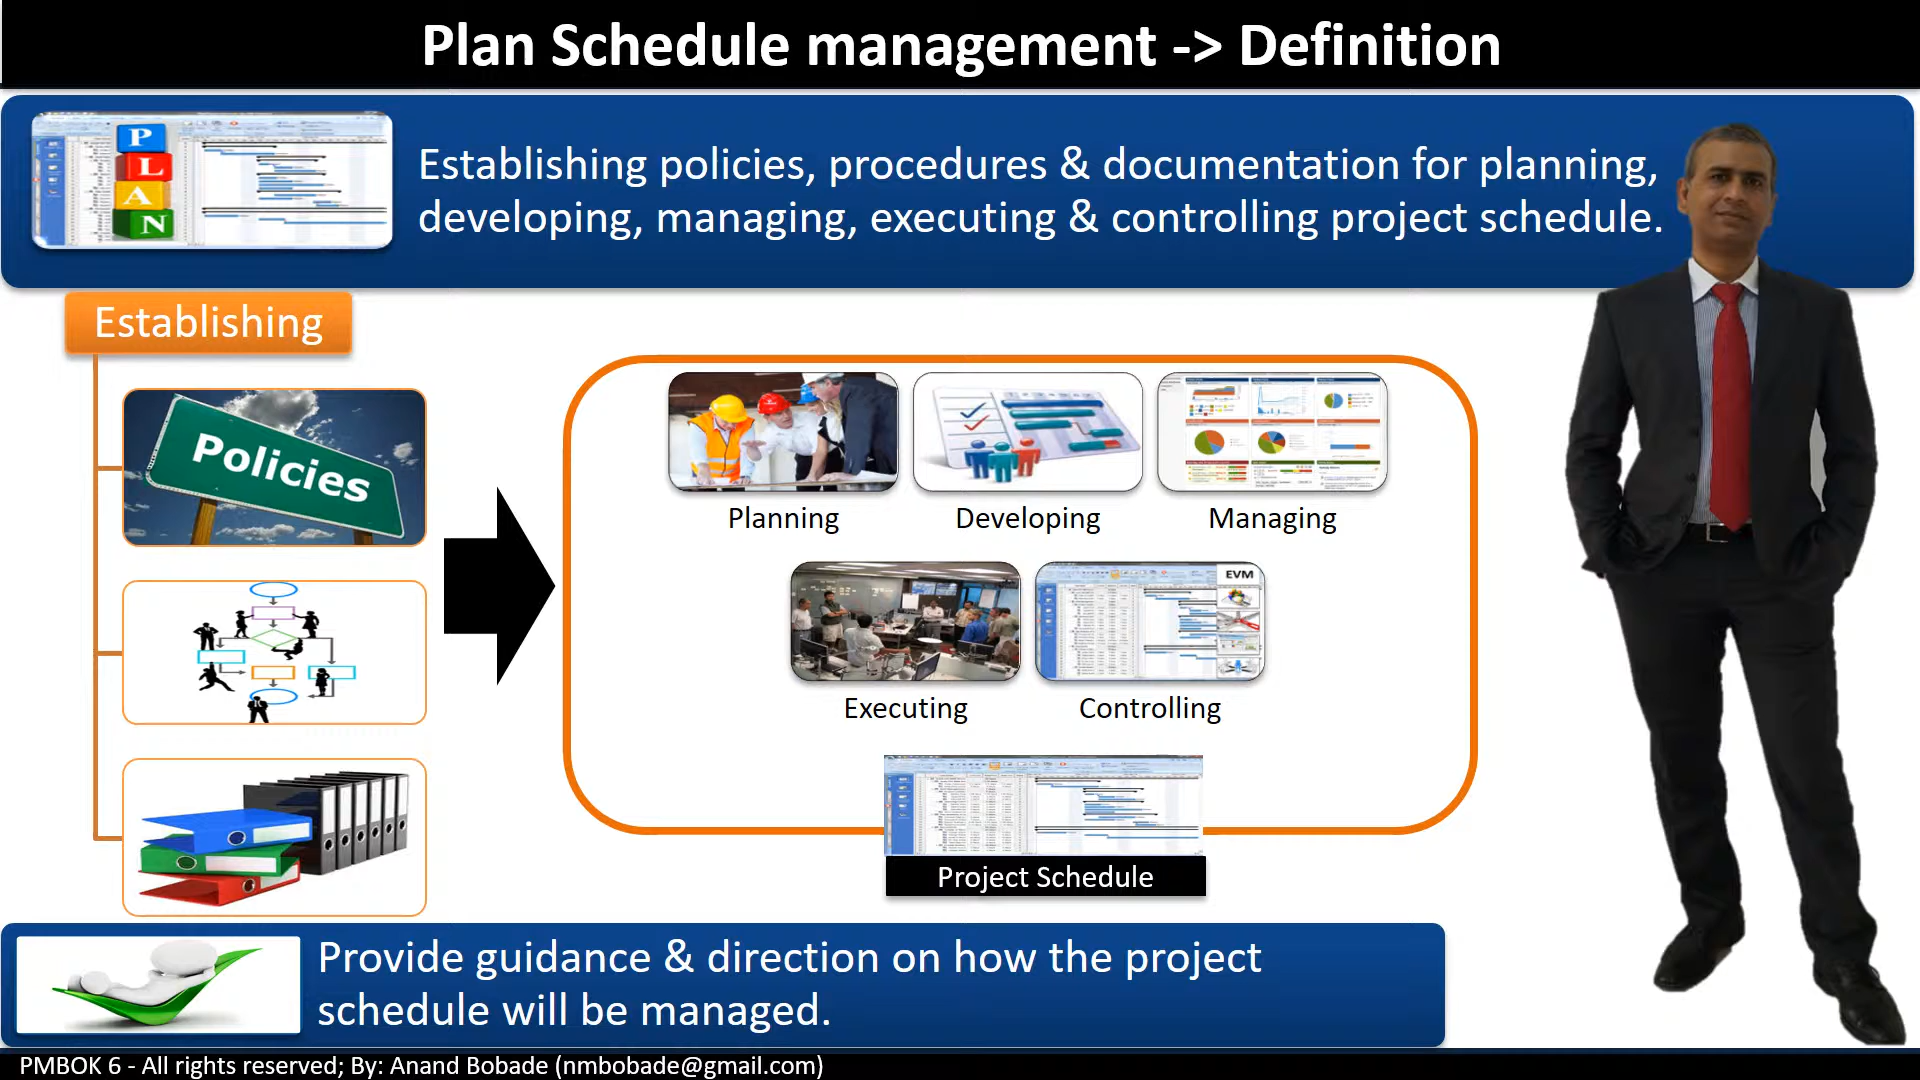 Plan Schedule management -> Definition
P
L
A
N
Establishing policies, procedures & documentation for planning,
developing, managing, executing & controlling project schedule.
Establishing
Policies
Planning
Developing
Managing
EVM
Executing
Controlling
Project Schedule
Provide guidance & direction on how the project
schedule will be managed.
PMBOK 6 - All rights reserved; By: Anand Bobade (nmbobade@gmail.com)